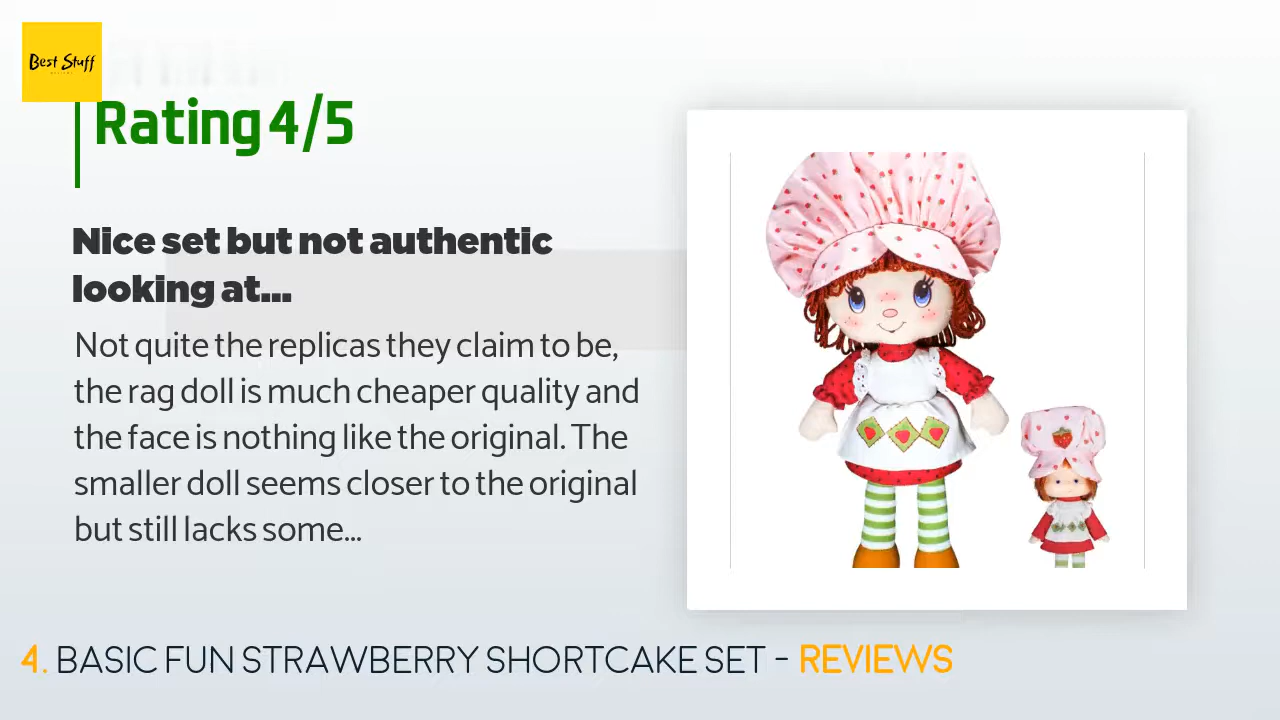 Best Stuff
Rating 4/5
Nice set but not authentic
looking at...
Not quite the replicas they claim to be,
the rag doll is much cheaper quality and
the face is nothing like the original. The
smaller doll seems closer to the original
but still lacks some...
4. BASIC FUN STRAWBERRY SHORTCAKE SET - REVIEWS